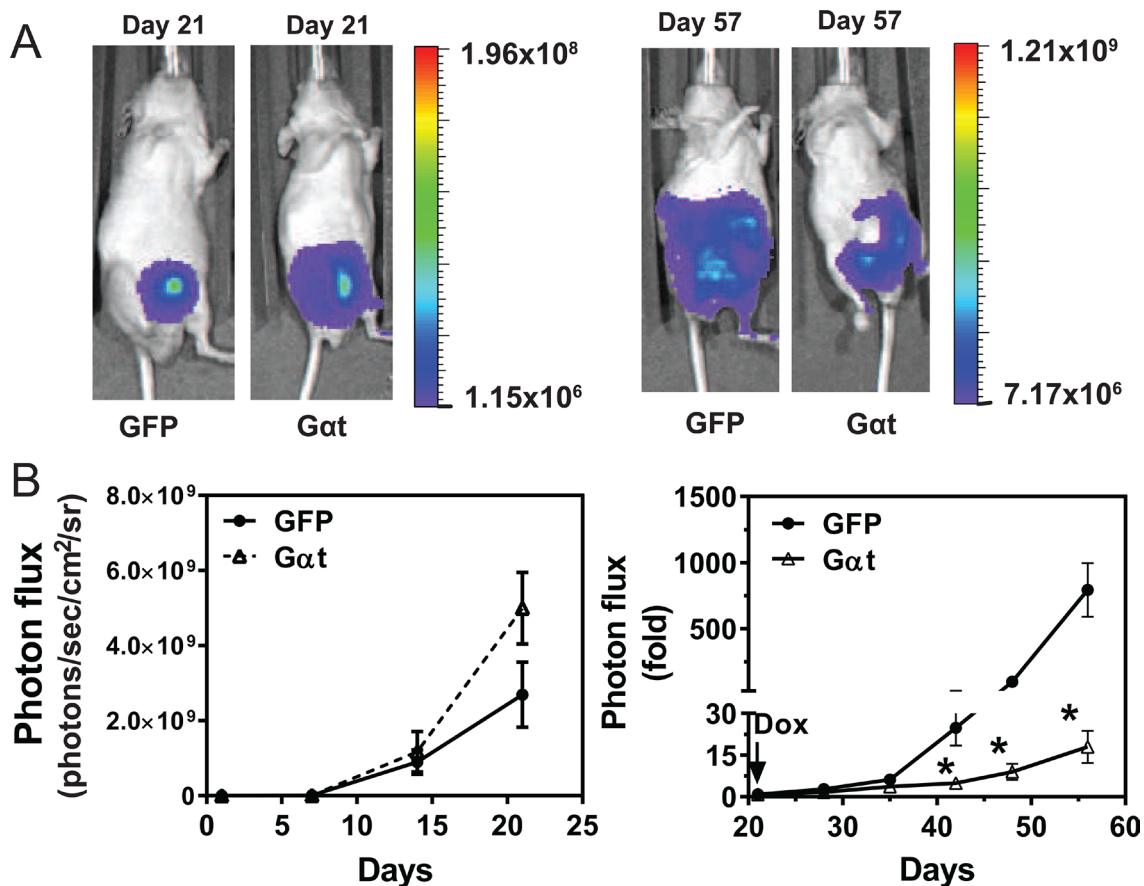 A
Day 21
Day 21
Day 57
Day 57
1.96x10⁸
1.15x10⁶
1.21x10⁹
7.17x10⁶
GFP
Gαt
GFP
Gαt
B
Photon flux
(photons/sec/cm²/sr)
8.0×10⁹
6.0×10⁹
4.0×10⁹
2.0×10⁹
0
GFP
Gαt
0 5 10 15 20 25
Days
Photon flux
(fold)
1500
1000
750
500
250
0
30
15
0
GFP
Gαt
Dox
*
*
*
20 30 40 50 60
Days